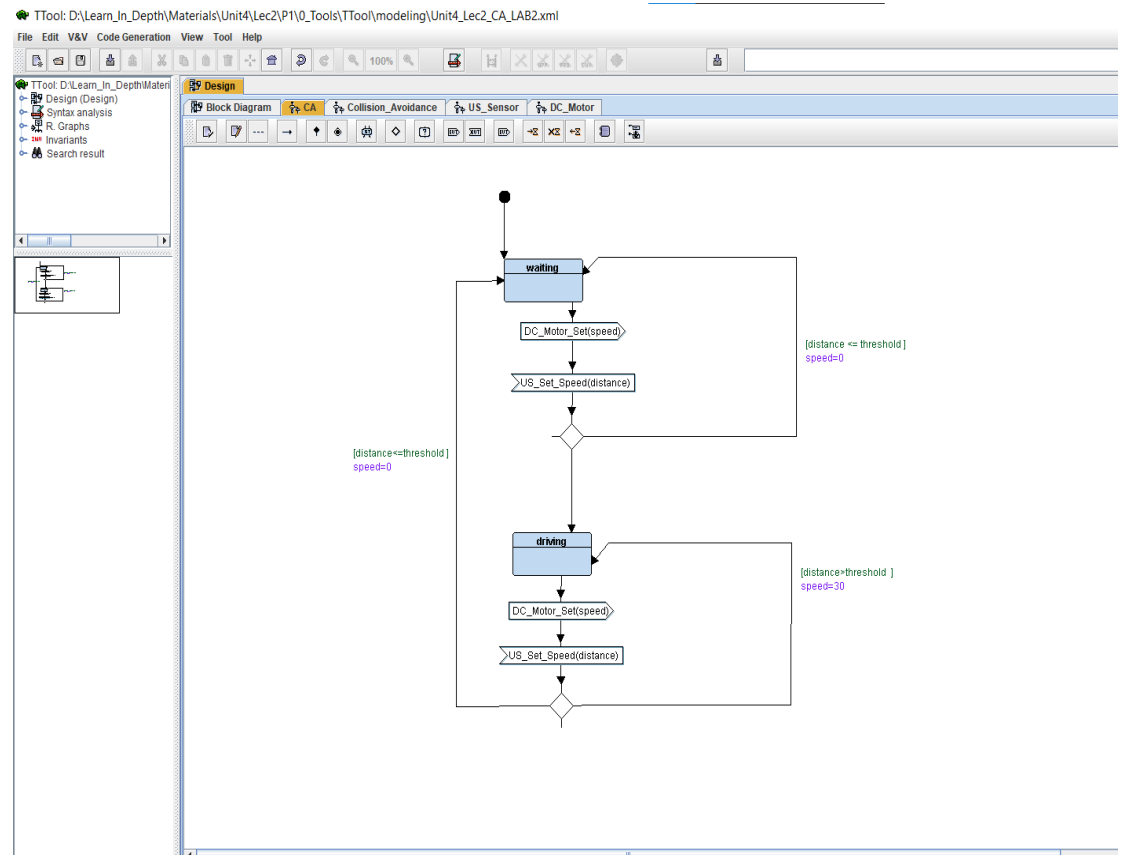 TTool: D:\Learn_In_Depth\Materials\Unit4\Lec2\P1\0_Tools\TTool\modeling\Unit4_Lec2_CA_LAB2.xml
File Edit V&V Code Generation View Tool Help
100%
TTool: D:\Learn_In_Depth\Materi
Design (Design)
Syntax analysis
R. Graphs
INV Invariants
Search result
Design
Block Diagram CA Collision_Avoidance US_Sensor DC_Motor
waiting
DC_Motor_Set(speed)
US_Set_Speed(distance)
[distance <= threshold ]
speed=0
[distance<=threshold ]
speed=0
driving
DC_Motor_Set(speed)
US_Set_Speed(distance)
[distance>threshold ]
speed=30